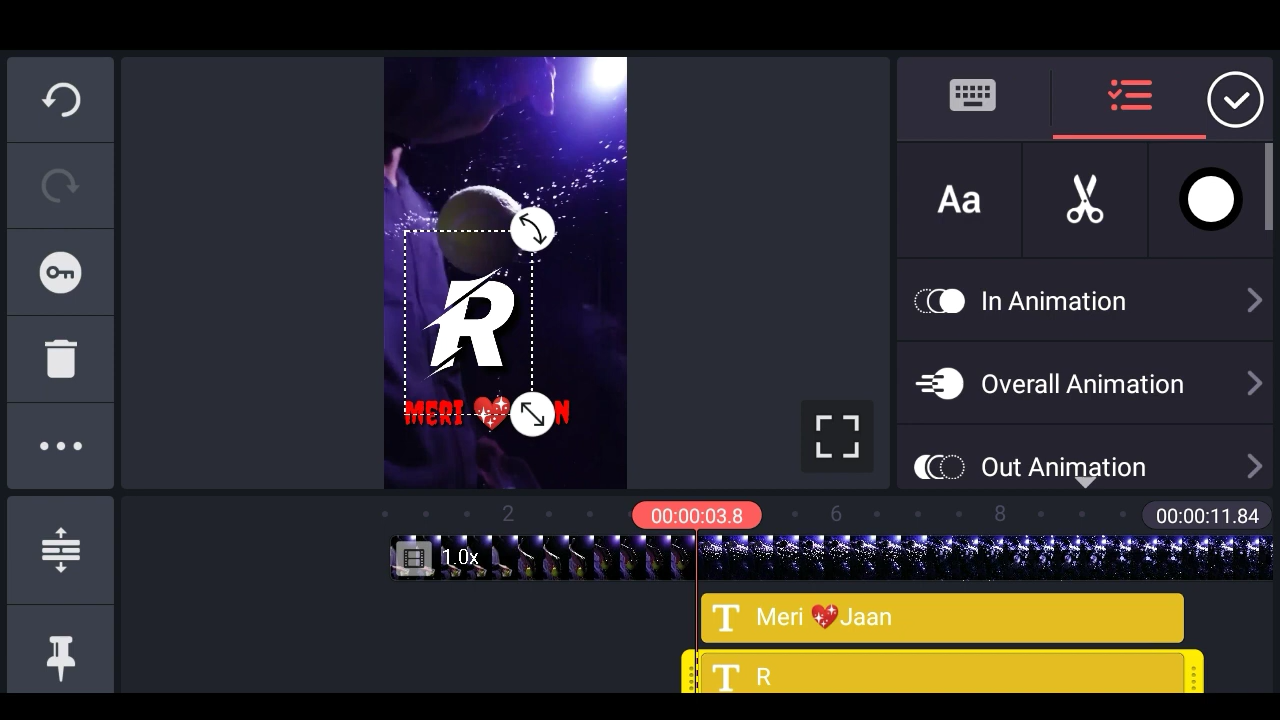 Aa
In Animation
Overall Animation
Out Animation
R
MERI 💖 N
2
00:00:03.8
6
8
00:00:11.84
1.0x
T Meri 💖Jaan
T R